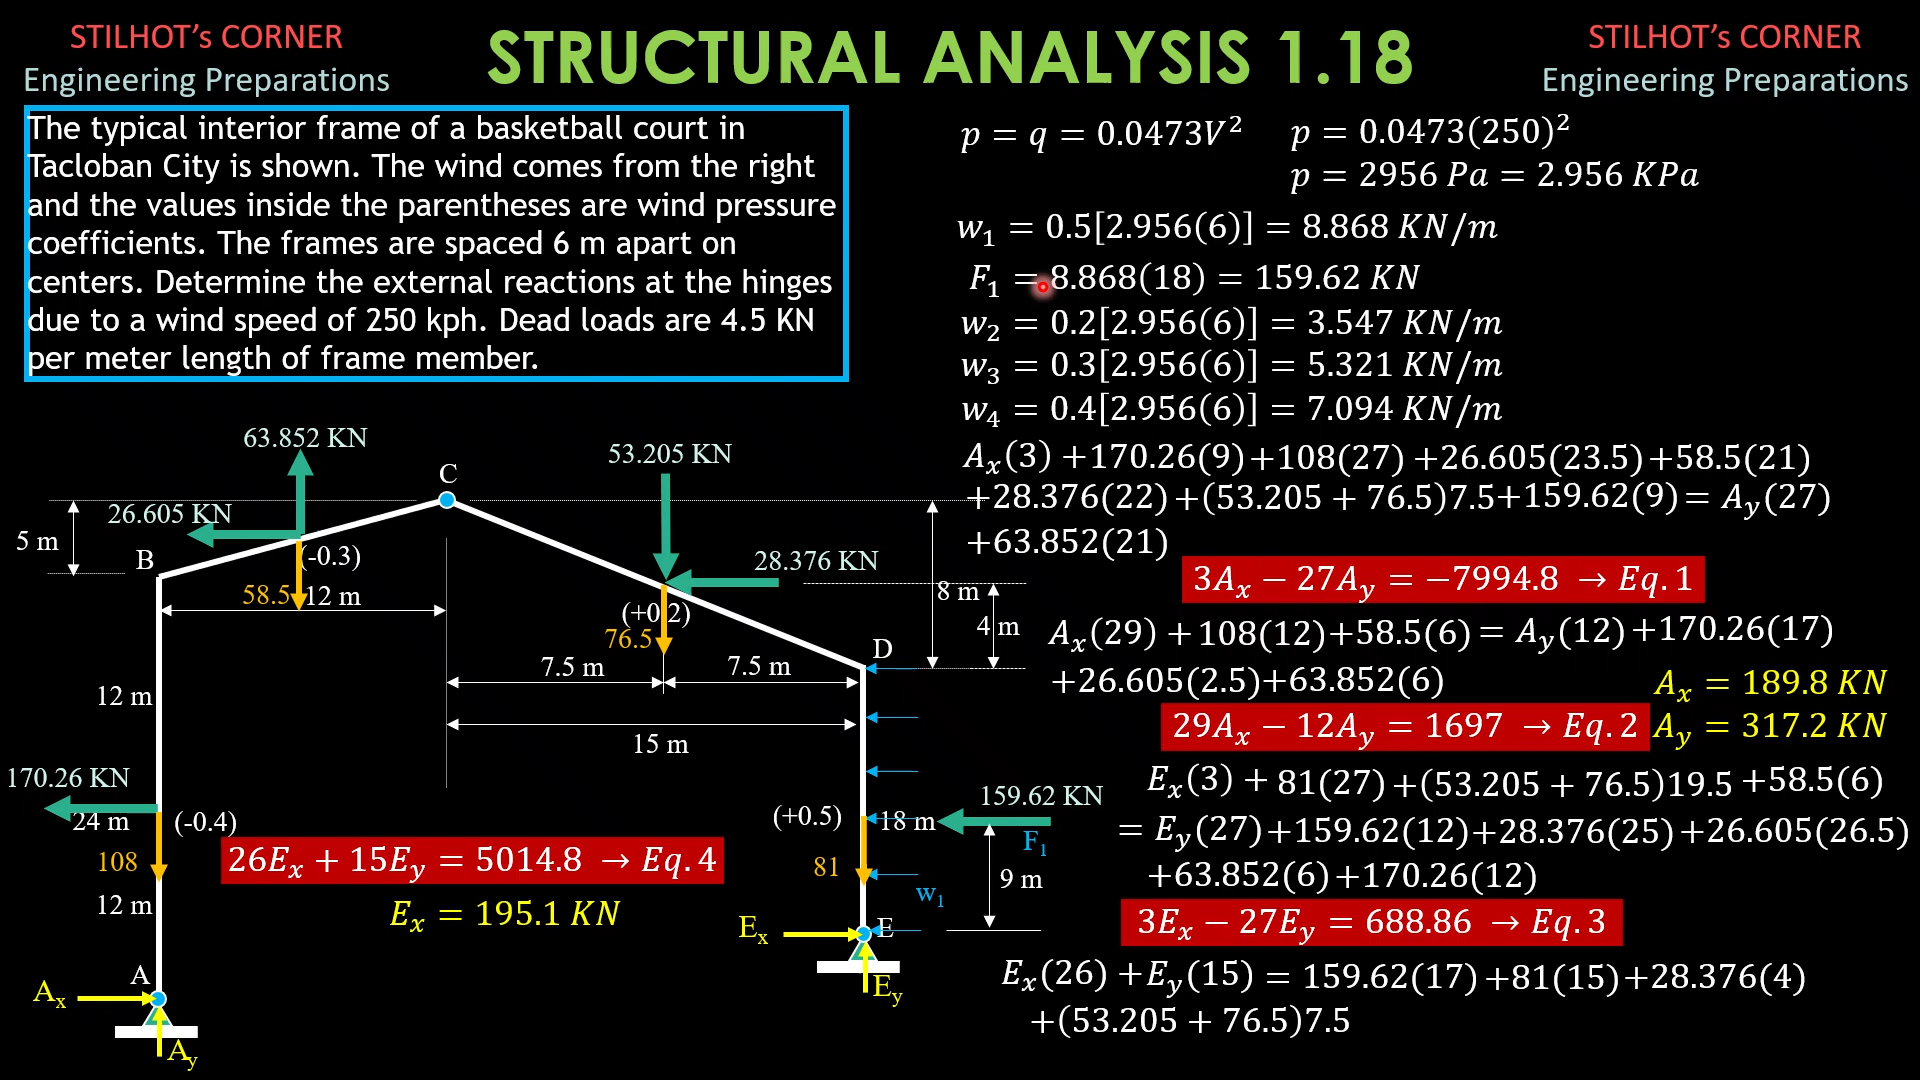 STILHOT's CORNER
Engineering Preparations
STRUCTURAL ANALYSIS 1.18
STILHOT's CORNER
Engineering Preparations
The typical interior frame of a basketball court in
Tacloban City is shown. The wind comes from the right
and the values inside the parentheses are wind pressure
coefficients. The frames are spaced 6 m apart on
centers. Determine the external reactions at the hinges
due to a wind speed of 250 kph. Dead loads are 4.5 KN
per meter length of frame member.
p = q = 0.0473V²
p = 0.0473(250)²
p = 2956 Pa = 2.956 KPa
w₁ = 0.5[2.956(6)] = 8.868 KN/m
F₁ = 8.868(18) = 159.62 KN
w₂ = 0.2[2.956(6)] = 3.547 KN/m
w₃ = 0.3[2.956(6)] = 5.321 KN/m
w₄ = 0.4[2.956(6)] = 7.094 KN/m
Aₓ(3) +170.26(9)+108(27) +26.605(23.5)+58.5(21)
+28.376(22) +(53.205 + 76.5)7.5+159.62(9) = A_y(27)
+63.852(21)
3Aₓ − 27A_y = −7994.8 → Eq. 1
Aₓ(29) +108(12)+58.5(6) = A_y(12) +170.26(17)
+26.605(2.5)+63.852(6)
Aₓ = 189.8 KN
29Aₓ − 12A_y = 1697 → Eq. 2
A_y = 317.2 KN
Eₓ(3) + 81(27) +(53.205 + 76.5)19.5 +58.5(6)
= E_y(27) +159.62(12)+28.376(25) +26.605(26.5)
+63.852(6) +170.26(12)
3Eₓ − 27E_y = 688.86 → Eq. 3
Eₓ(26) +E_y(15) = 159.62(17) +81(15) +28.376(4)
+(53.205 + 76.5)7.5
26Eₓ + 15E_y = 5014.8 → Eq. 4
Eₓ = 195.1 KN
63.852 KN
C
53.205 KN
26.605 KN
5 m
B
(-0.3)
28.376 KN
58.5
12 m
8 m
(+0.2)
4 m
76.5
D
7.5 m
7.5 m
12 m
15 m
170.26 KN
159.62 KN
24 m
(-0.4)
(+0.5)
18 m
F₁
108
81
9 m
w₁
12 m
Eₓ
E
A
Aₓ
E_y
A_y